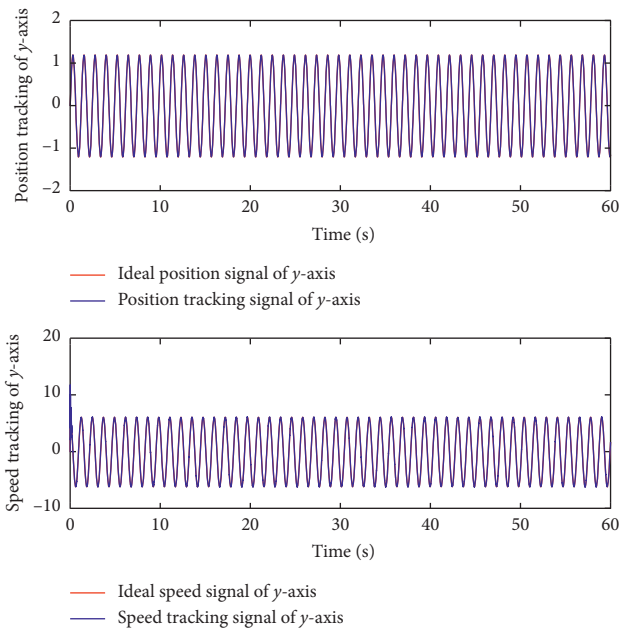 Position tracking of y-axis
2
1
0
–1
–2
0 10 20 30 40 50 60
Time (s)
Ideal position signal of y-axis
Position tracking signal of y-axis
Speed tracking of y-axis
20
10
0
–10
0 10 20 30 40 50 60
Time (s)
Ideal speed signal of y-axis
Speed tracking signal of y-axis